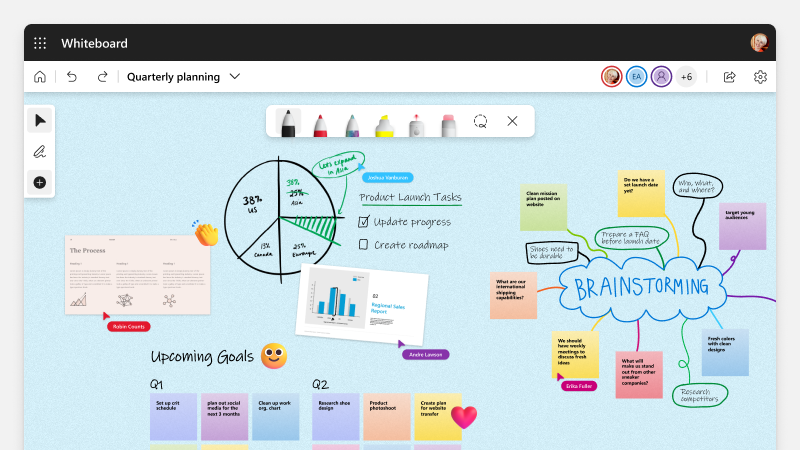 Whiteboard
Quarterly planning
EA
+6
Let's expand
in Asia
Joshua VanBuren
38%
US
38%
25%
Asia
13%
Canada
25%
Europe
Product Launch Tasks
Update progress
Create roadmap
The Process
Robin Counts
02
Regional Sales
Report
Andre Lawson
Upcoming Goals
Q1
Set up crit
schedule
plan out social
media for the
next 3 months
Clean up work
org. chart
Q2
Research shoe
design
Product
photoshoot
Create plan
for website
transfer
Clean mission
plan posted on
website
Do we have a
set launch date
yet?
Who, What,
and where?
target young
audiences
Prepare a FAQ
before launch date
Shoes need to
be durable
What are our
international
shipping
capabilities?
BRAINSTORMING
We should
have weekly
meetings to
discuss fresh
ideas
Erika Fuller
What will
make us stand
out from other
sneaker
companies?
Fresh colors
with clean
designs
Research
competitors